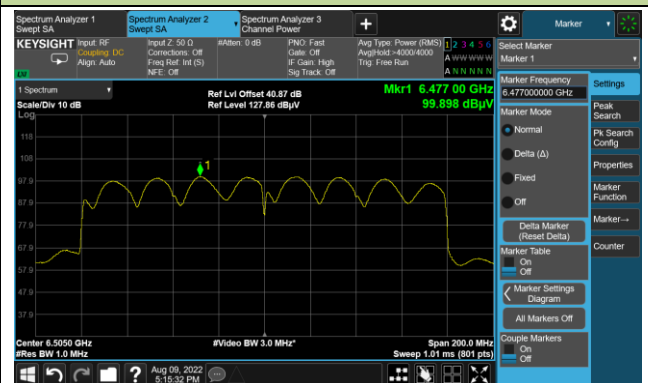 Spectrum Analyzer 1
Swept SA
Spectrum Analyzer 2
Swept SA
Spectrum Analyzer 3
Channel Power
+
Marker
KEYSIGHT
Input: RF
Coupling: DC
Align: Auto
Input Z: 50 Ω
Corrections: Off
Freq Ref: Int (S)
NFE: Off
#Atten: 0 dB
PNO: Fast
Gate: Off
IF Gain: High
Sig Track: Off
Avg Type: Power (RMS)
Avg|Hold:>4000/4000
Trig: Free Run
1 2 3 4 5 6
A W W W W W
A N N N N N
Select Marker
Marker 1
1 Spectrum
Scale/Div 10 dB
Log
Ref Lvl Offset 40.87 dB
Ref Level 127.86 dBµV
Mkr1 6.477 00 GHz
99.898 dBµV
118
108
97.9
87.9
77.9
67.9
57.9
47.9
37.9
1
Center 6.5050 GHz
#Res BW 1.0 MHz
#Video BW 3.0 MHz*
Span 200.0 MHz
Sweep 1.01 ms (801 pts)
Marker Frequency
6.477000000 GHz
Marker Mode
Normal
Delta (Δ)
Fixed
Off
Delta Marker
(Reset Delta)
Marker Table
On
Off
Marker Settings
Diagram
All Markers Off
Couple Markers
On
Off
Settings
Peak
Search
Pk Search
Config
Properties
Marker
Function
Marker→
Counter
?
Aug 09, 2022
5:15:32 PM